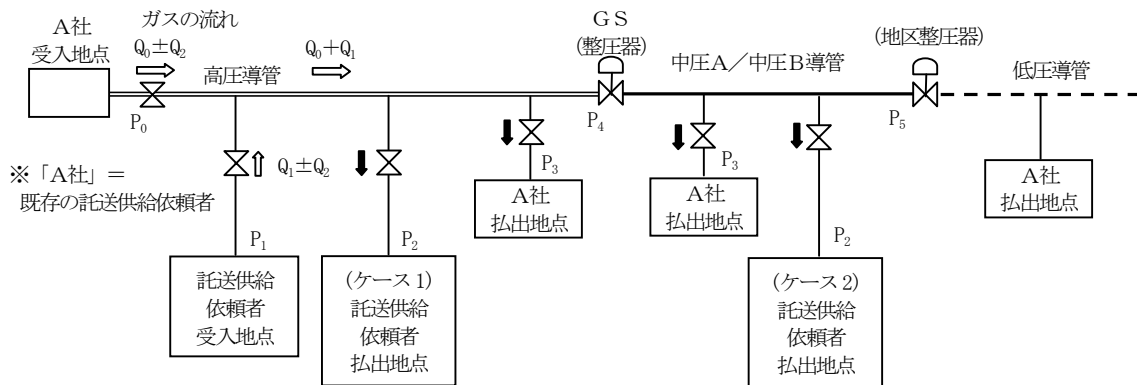 A社
受入地点
ガスの流れ
Q₀±Q₂
高圧導管
Q₀+Q₁
GS
(整圧器)
中圧A/中圧B導管
(地区整圧器)
低圧導管
P₀
P₄
P₅
※「A社」=
既存の託送供給依頼者
Q₁±Q₂
P₃
A社
払出地点
P₃
A社
払出地点
A社
払出地点
P₁
託送供給
依頼者
受入地点
P₂
(ケース1)
託送供給
依頼者
払出地点
P₂
(ケース2)
託送供給
依頼者
払出地点